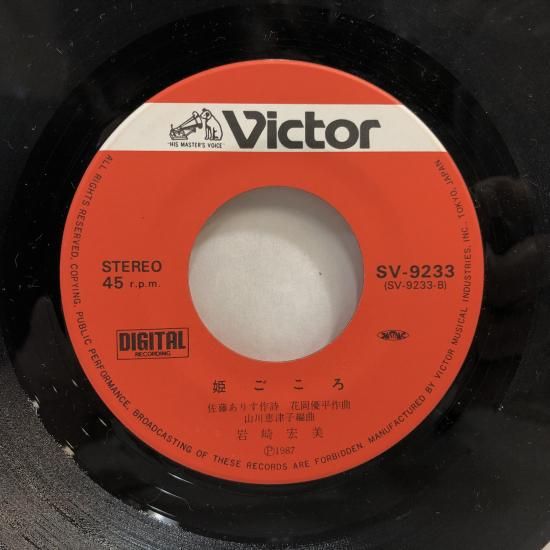 Victor
"HIS MASTER'S VOICE"
STEREO
45 r.p.m.
SV-9233
(SV-9233-B)
DIGITAL
RECORDING
姫ごころ
佐藤ありす作詩 花岡優平作曲
山川恵津子編曲
岩崎宏美
Ⓟ1987
ALL RIGHTS RESERVED, COPYING, PUBLIC PERFORMANCE, BROADCASTING OF THESE RECORDS ARE FORBIDDEN. MANUFACTURED BY VICTOR MUSICAL INDUSTRIES, INC., TOKYO, JAPAN